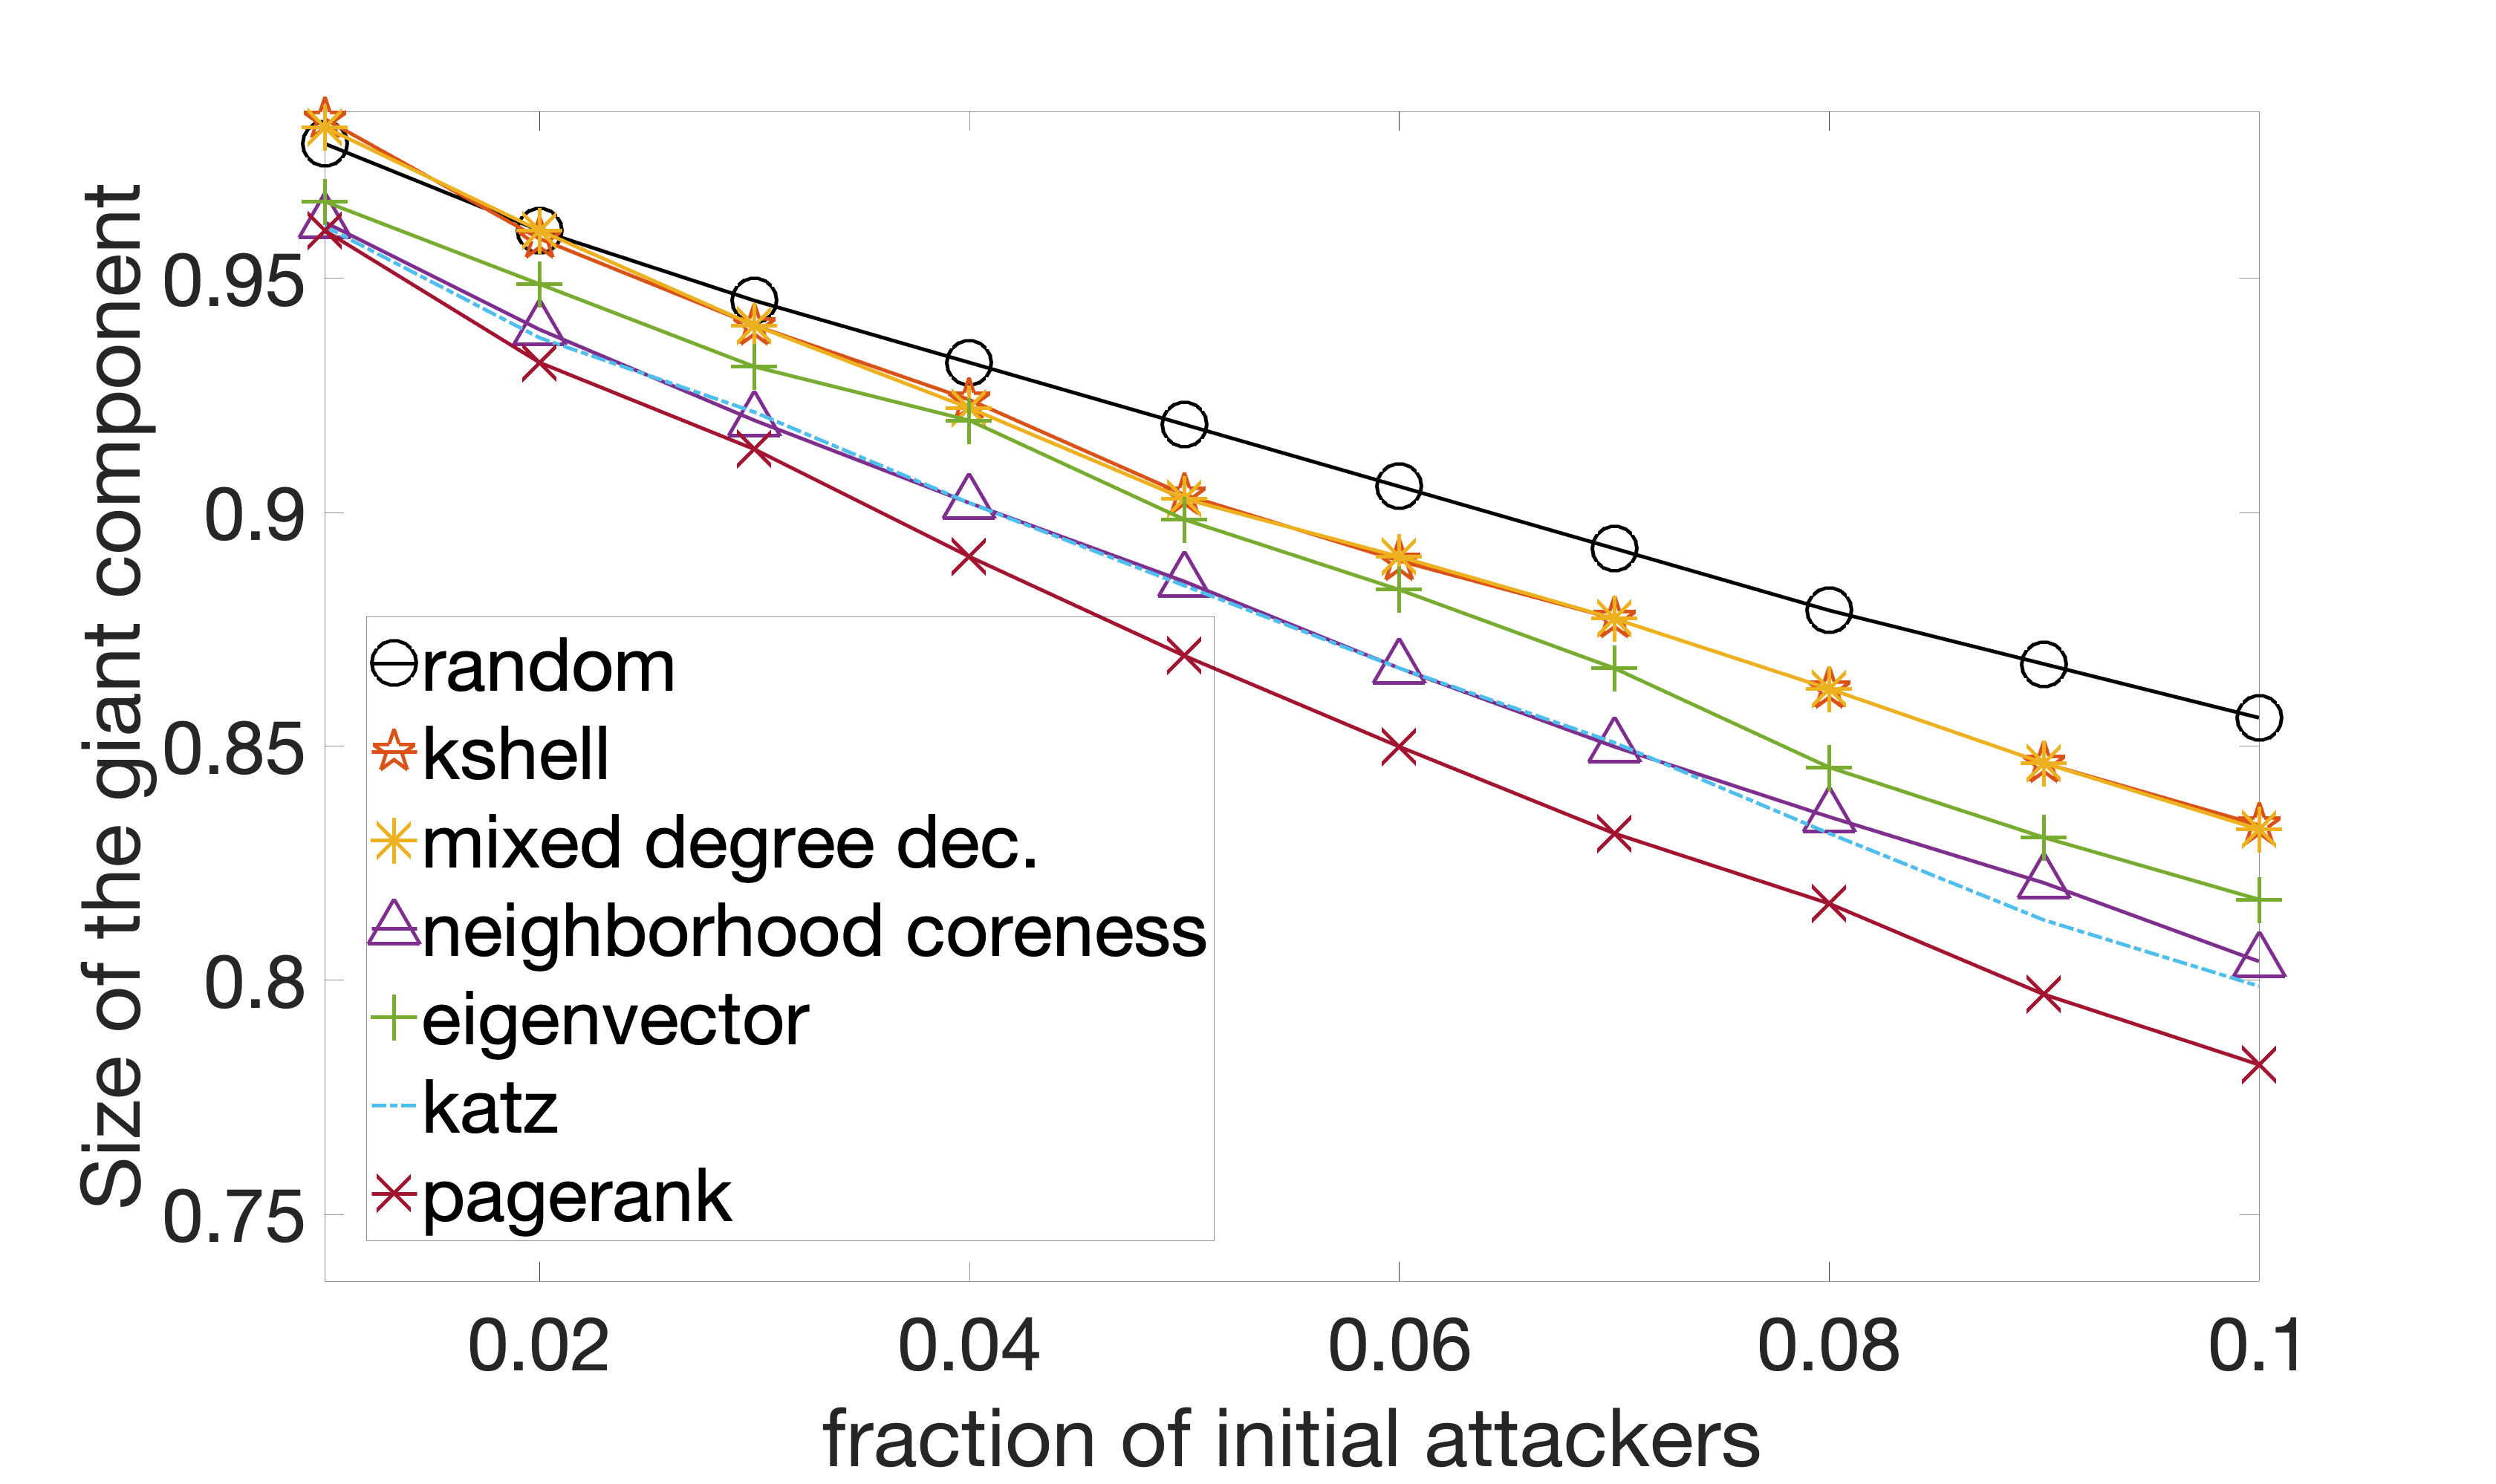 Size of the giant component
0.95
0.9
0.85
0.8
0.75
random
kshell
mixed degree dec.
neighborhood coreness
eigenvector
katz
pagerank
0.02 0.04 0.06 0.08 0.1
fraction of initial attackers